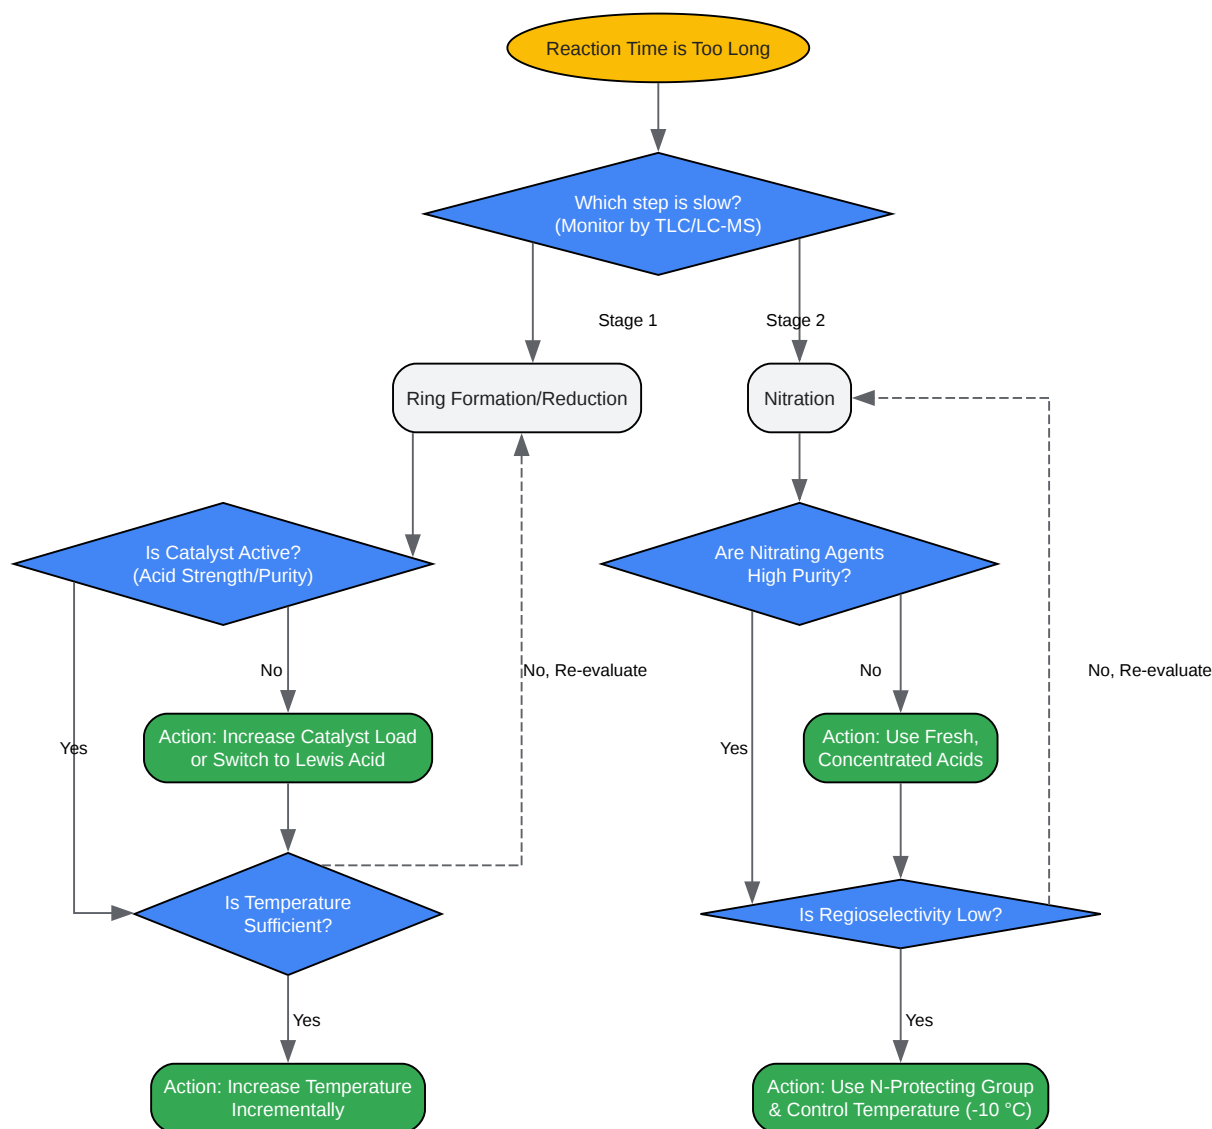 Reaction Time is Too Long
Which step is slow?
(Monitor by TLC/LC-MS)
Stage 1
Stage 2
Ring Formation/Reduction
Nitration
Is Catalyst Active?
(Acid Strength/Purity)
Are Nitrating Agents
High Purity?
No
No, Re-evaluate
No
No, Re-evaluate
Action: Increase Catalyst Load
or Switch to Lewis Acid
Yes
Yes
Action: Use Fresh,
Concentrated Acids
Is Temperature
Sufficient?
Is Regioselectivity Low?
Yes
Yes
Action: Increase Temperature
Incrementally
Action: Use N-Protecting Group
& Control Temperature (-10 °C)